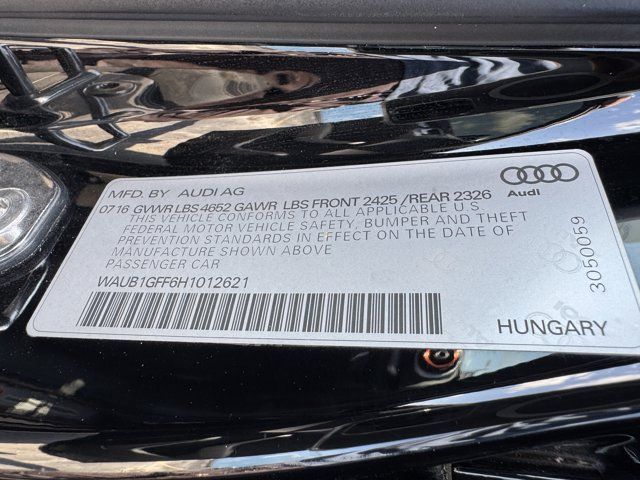 MFD. BY AUDI AG
Audi
0716 GVWR LBS 4652 GAWR LBS FRONT 2425 / REAR 2326
THIS VEHICLE CONFORMS TO ALL APPLICABLE U.S.
FEDERAL MOTOR VEHICLE SAFETY, BUMPER AND THEFT
PREVENTION STANDARDS IN EFFECT ON THE DATE OF
MANUFACTURE SHOWN ABOVE
PASSENGER CAR
WAUB1GFF6H1012621
3050059
HUNGARY